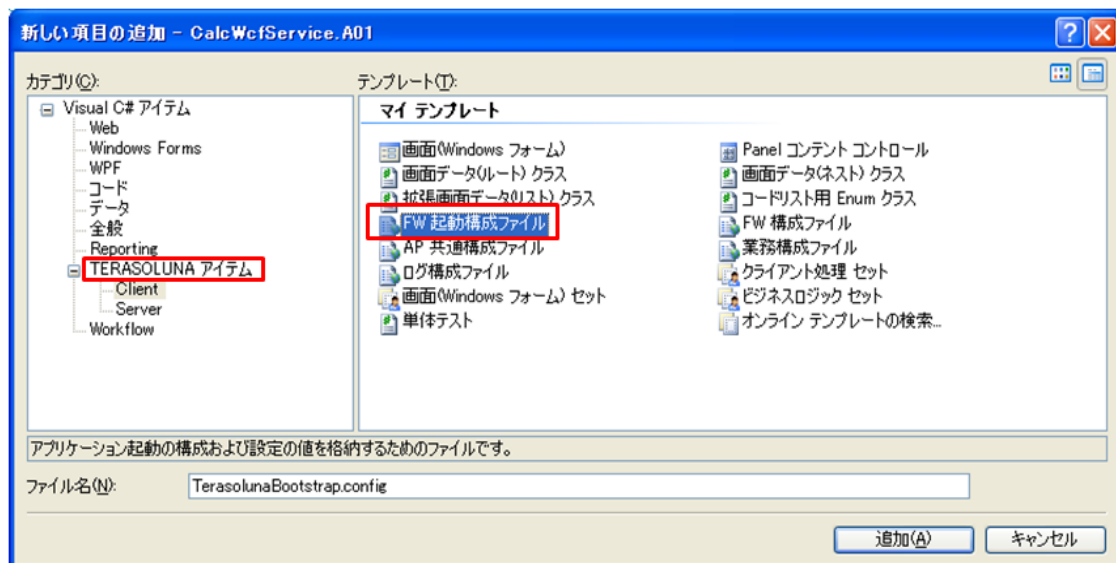 新しい項目の追加 - CalcWcfService.A01
カテゴリ(C):
テンプレート(T):
Visual C# アイテム
Web
Windows Forms
WPF
コード
データ
全般
Reporting
TERASOLUNA アイテム
Client
Server
Workflow
マイ テンプレート
画面(Windows フォーム)
Panel コンテント コントロール
画面データ(ルート) クラス
画面データ(ネスト) クラス
拡張画面データ(リスト) クラス
コードリスト用 Enum クラス
FW 起動構成ファイル
FW 構成ファイル
AP 共通構成ファイル
業務構成ファイル
ログ構成ファイル
クライアント処理 セット
画面(Windows フォーム) セット
ビジネスロジック セット
単体テスト
オンライン テンプレートの検索...
アプリケーション起動の構成および設定の値を格納するためのファイルです。
ファイル名(N):
TerasolunaBootstrap.config
追加(A)
キャンセル